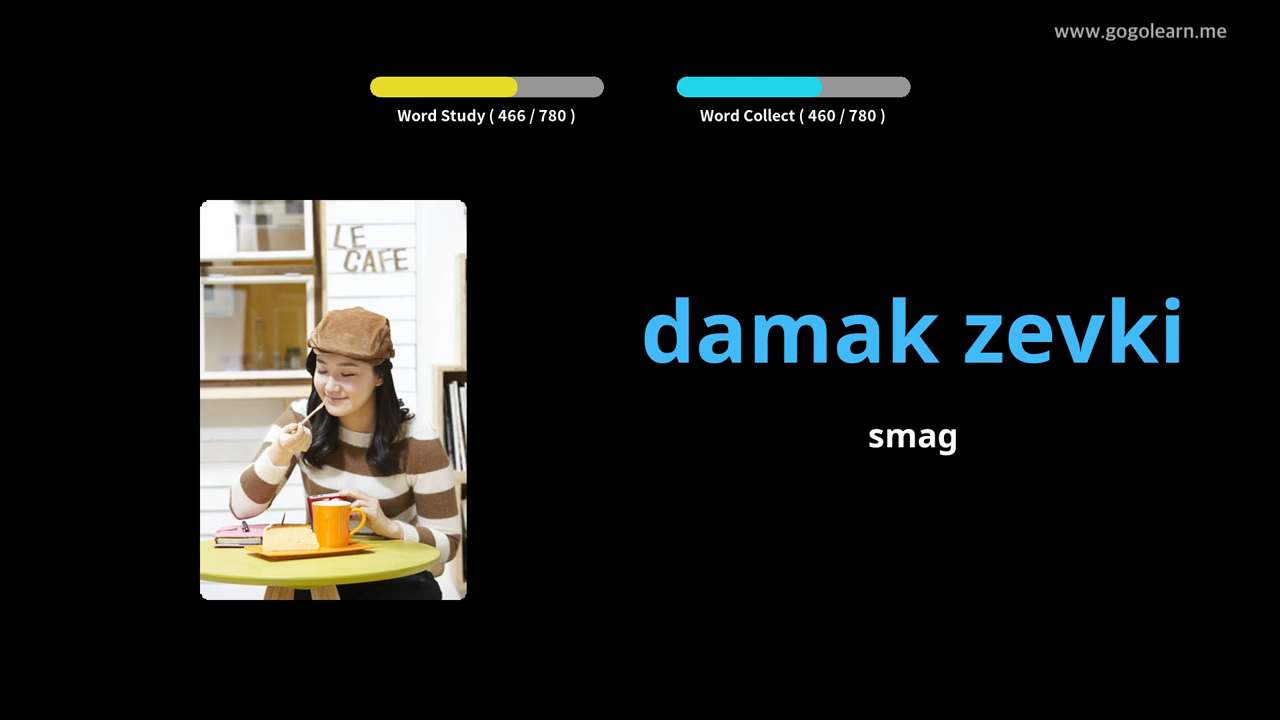 www.gogolearn.me
Word Study ( 466 / 780 )
Word Collect ( 460 / 780 )
LE
CAFE
damak zevki
smag